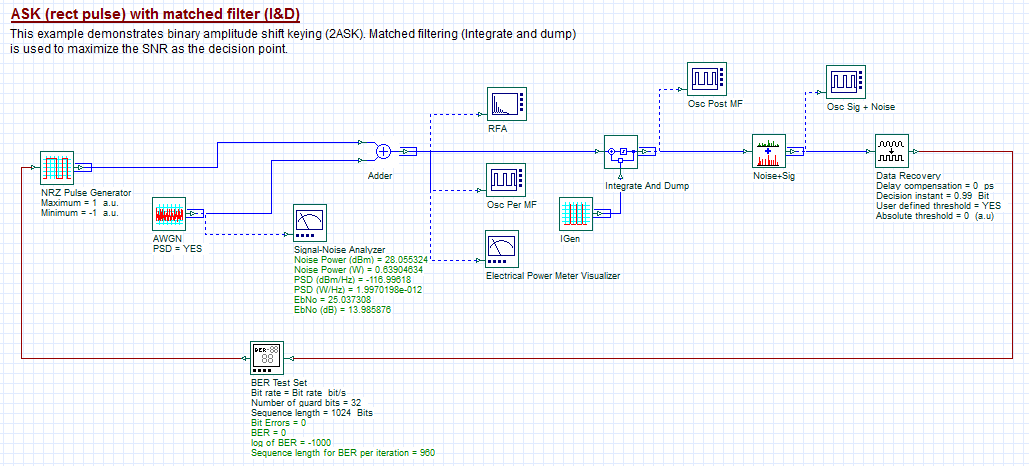 ASK (rect pulse) with matched filter (I&D)
This example demonstrates binary amplitude shift keying (2ASK). Matched filtering (Integrate and dump)
is used to maximize the SNR as the decision point.
Osc Post MF
Osc Sig + Noise
RFA
Adder
NRZ Pulse Generator
Maximum = 1 a.u.
Minimum = -1 a.u.
Osc Per MF
Integrate And Dump
Noise+Sig
Data Recovery
Delay compensation = 0 ps
Decision instant = 0.99 Bit
User defined threshold = YES
Absolute threshold = 0 (a.u)
AWGN
PSD = YES
IGen
Signal-Noise Analyzer
Noise Power (dBm) = 28.055324
Noise Power (W) = 0.63904634
PSD (dBm/Hz) = -116.99618
PSD (W/Hz) = 1.9970198e-012
EbNo = 25.037308
EbNo (dB) = 13.985876
Electrical Power Meter Visualizer
BER-88
88
BER Test Set
Bit rate = Bit rate bit/s
Number of guard bits = 32
Sequence length = 1024 Bits
Bit Errors = 0
BER = 0
log of BER = -1000
Sequence length for BER per iteration = 960